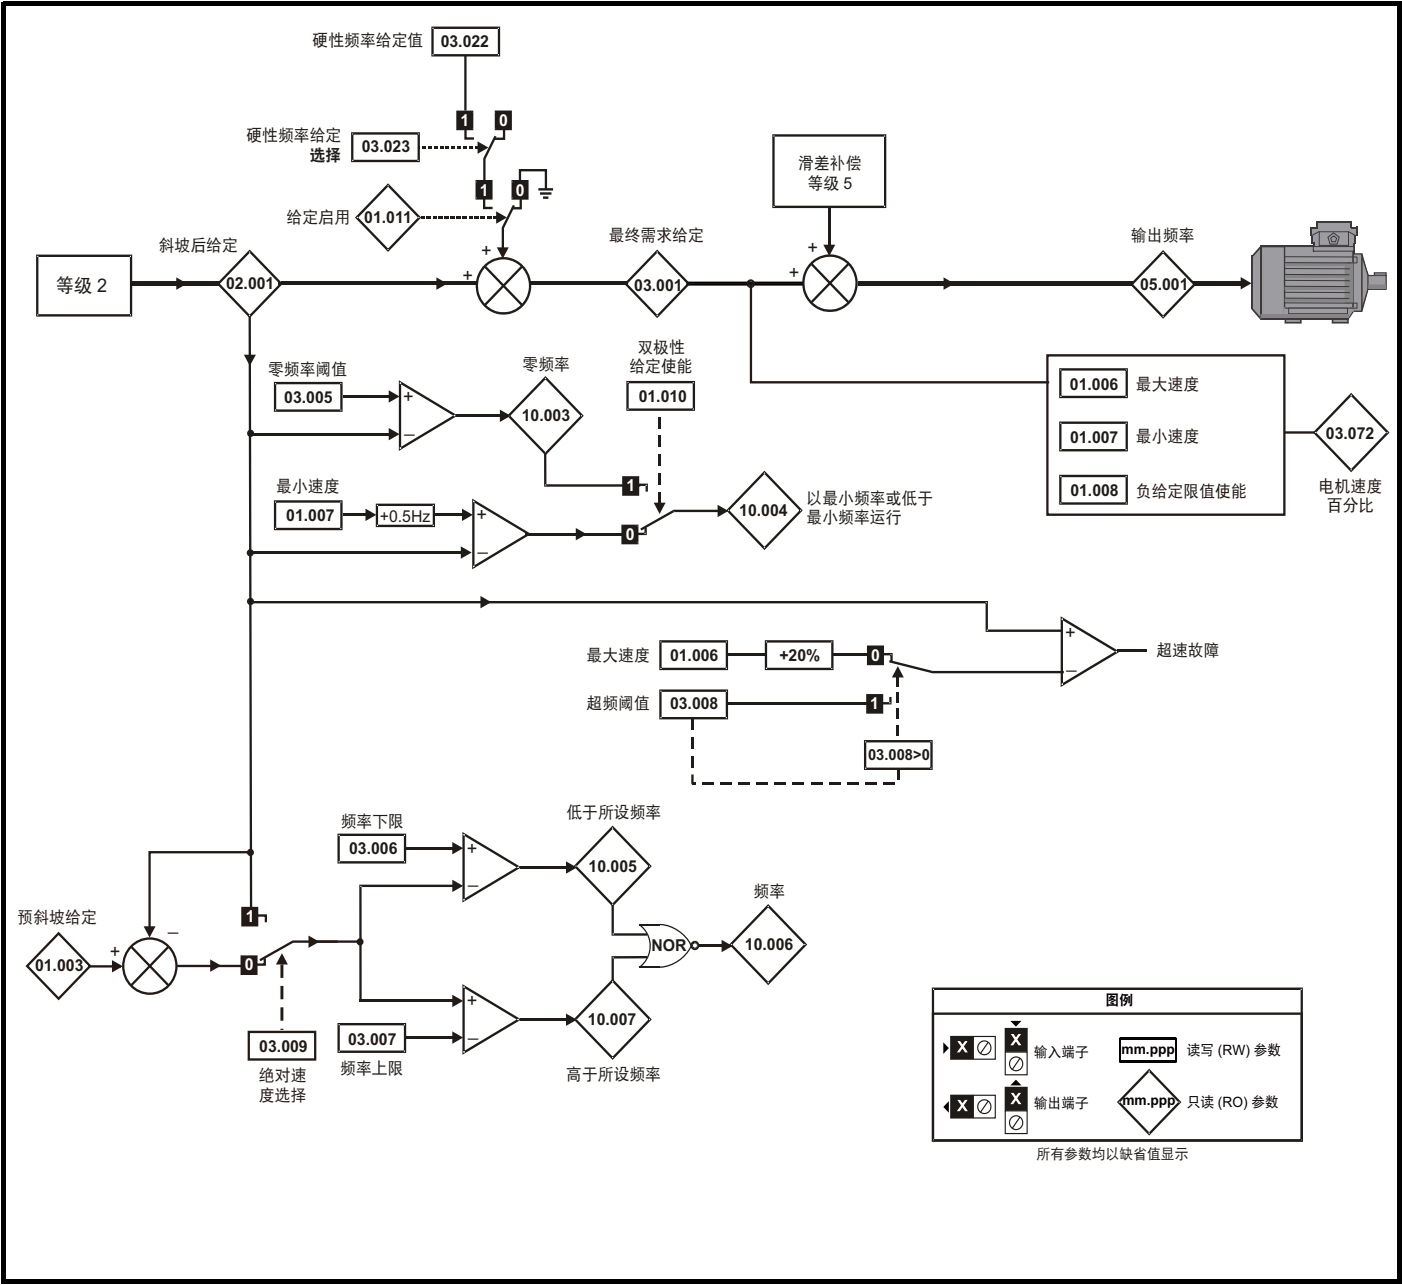 硬性频率给定值
03.022
1
0
硬性频率给定
选择
03.023
1
0
给定启用
01.011
滑差补偿
等级 5
斜坡后给定
+
+
最终需求给定
+
+
输出频率
等级 2
02.001
03.001
05.001
零频率阈值
03.005
+
–
零频率
10.003
双极性
给定使能
01.010
01.006
最大速度
01.007
最小速度
01.008
负给定限值使能
03.072
电机速度
百分比
最小速度
01.007
+0.5Hz
+
–
1
0
10.004
以最小频率或低于
最小频率运行
最大速度
01.006
+20%
0
+
–
超速故障
超频阈值
03.008
1
03.008>0
频率下限
03.006
+
–
低于所设频率
10.005
预斜坡给定
01.003
+
–
1
0
频率
NOR
10.006
03.009
绝对速
度选择
03.007
频率上限
+
–
10.007
高于所设频率
图例
X
X
输入端子
mm.ppp
读写 (RW) 参数
X
X
输出端子
mm.ppp
只读 (RO) 参数
所有参数均以缺省值显示